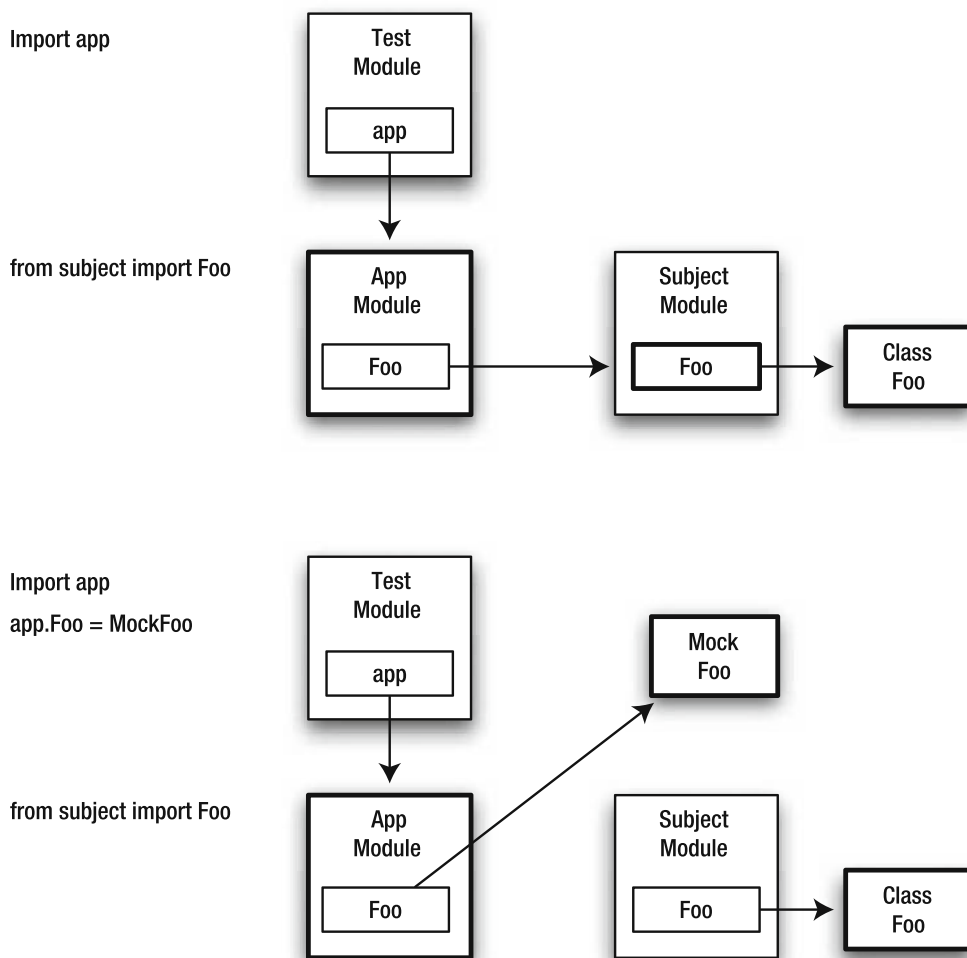 Import app
Test
Module
app
from subject import Foo
App
Module
Foo
Subject
Module
Foo
Class
Foo
Import app
app.Foo = MockFoo
Test
Module
app
Mock
Foo
from subject import Foo
App
Module
Foo
Subject
Module
Foo
Class
Foo